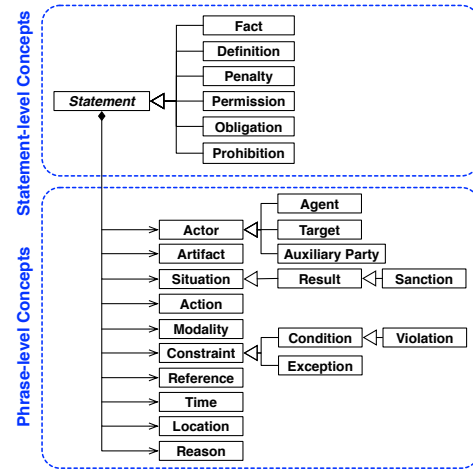 Statement-level Concepts
Fact
Definition
Penalty
Statement
Permission
Obligation
Prohibition
Phrase-level Concepts
Agent
Actor
Target
Artifact
Auxiliary Party
Situation
Result
Sanction
Action
Modality
Condition
Violation
Constraint
Exception
Reference
Time
Location
Reason